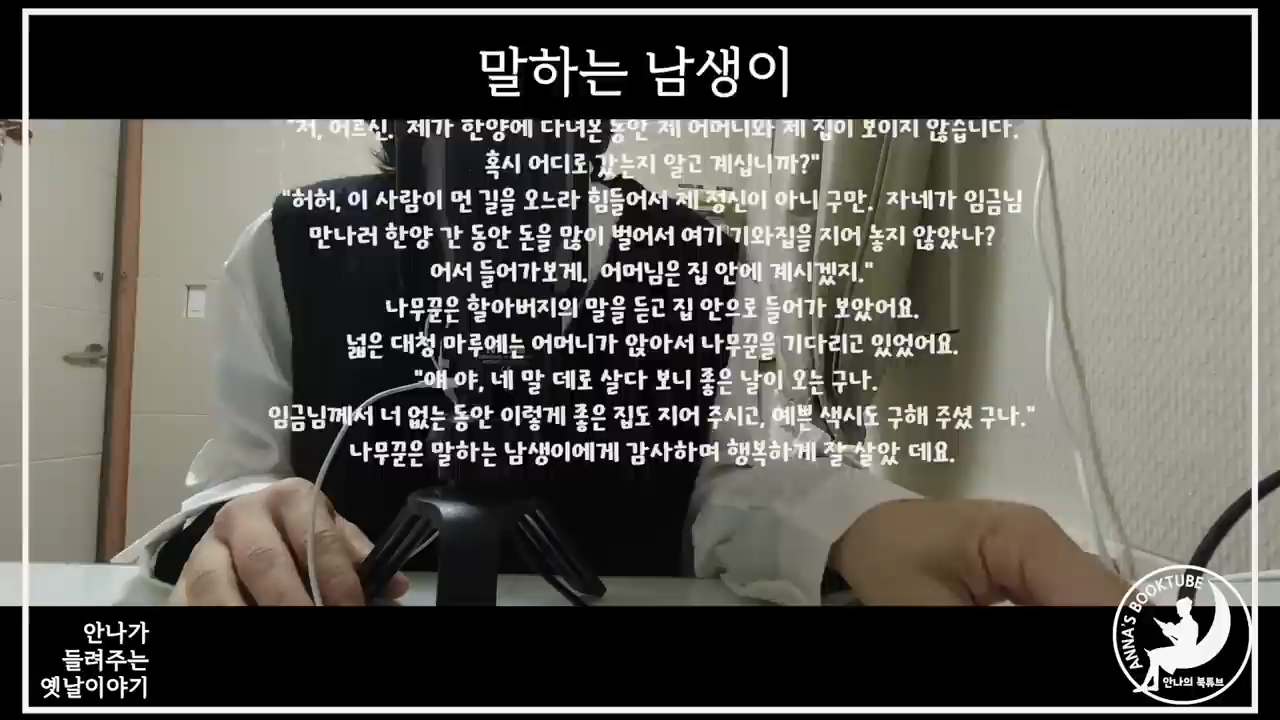 말하는 남생이
"저, 어르신. 제가 한양에 다녀온 동안 제 어머니와 제 집이 보이지 않습니다.
혹시 어디로 갔는지 알고 계십니까?"
"허허, 이 사람이 먼 길을 오느라 힘들어서 제 정신이 아니 구만. 자네가 임금님
만나러 한양 간 동안 돈을 많이 벌어서 여기 기와집을 지어 놓지 않았나?
어서 들어가보게. 어머님은 집 안에 계시겠지."
나무꾼은 할아버지의 말을 듣고 집 안으로 들어가 보았어요.
넓은 대청 마루에는 어머니가 앉아서 나무꾼을 기다리고 있었어요.
"얘 야, 네 말 데로 살다 보니 좋은 날이 오는 구나.
임금님께서 너 없는 동안 이렇게 좋은 집도 지어 주시고, 예쁜 색시도 구해 주셨 구나."
나무꾼은 말하는 남생이에게 감사하며 행복하게 잘 살았 데요.
안나가
들려주는
옛날이야기
ANNA'S BOOKTUBE
안나의 북튜브